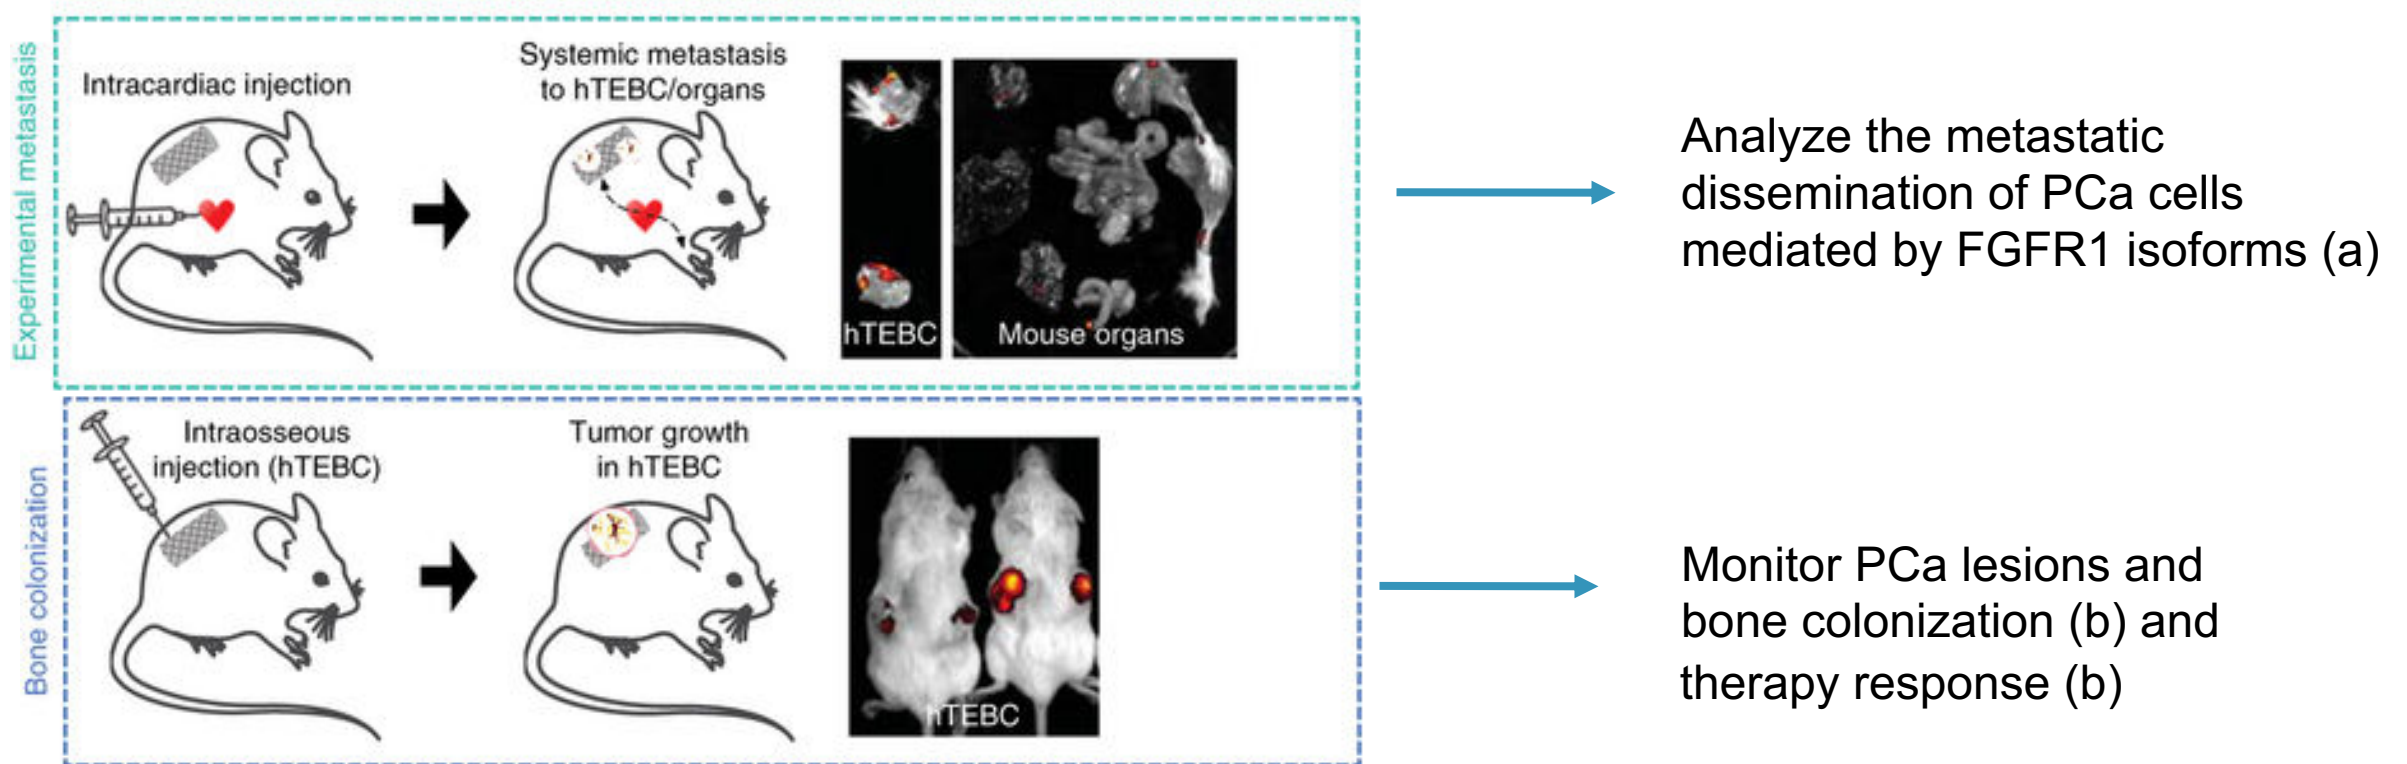 Experimental metastasis
Intracardiac injection
Systemic metastasis
to hTEBC/organs
hTEBC
Mouse organs
Analyze the metastatic
dissemination of PCa cells
mediated by FGFR1 isoforms (a)
Bone colonization
Intraosseous
injection (hTEBC)
Tumor growth
in hTEBC
hTEBC
Monitor PCa lesions and
bone colonization (b) and
therapy response (b)